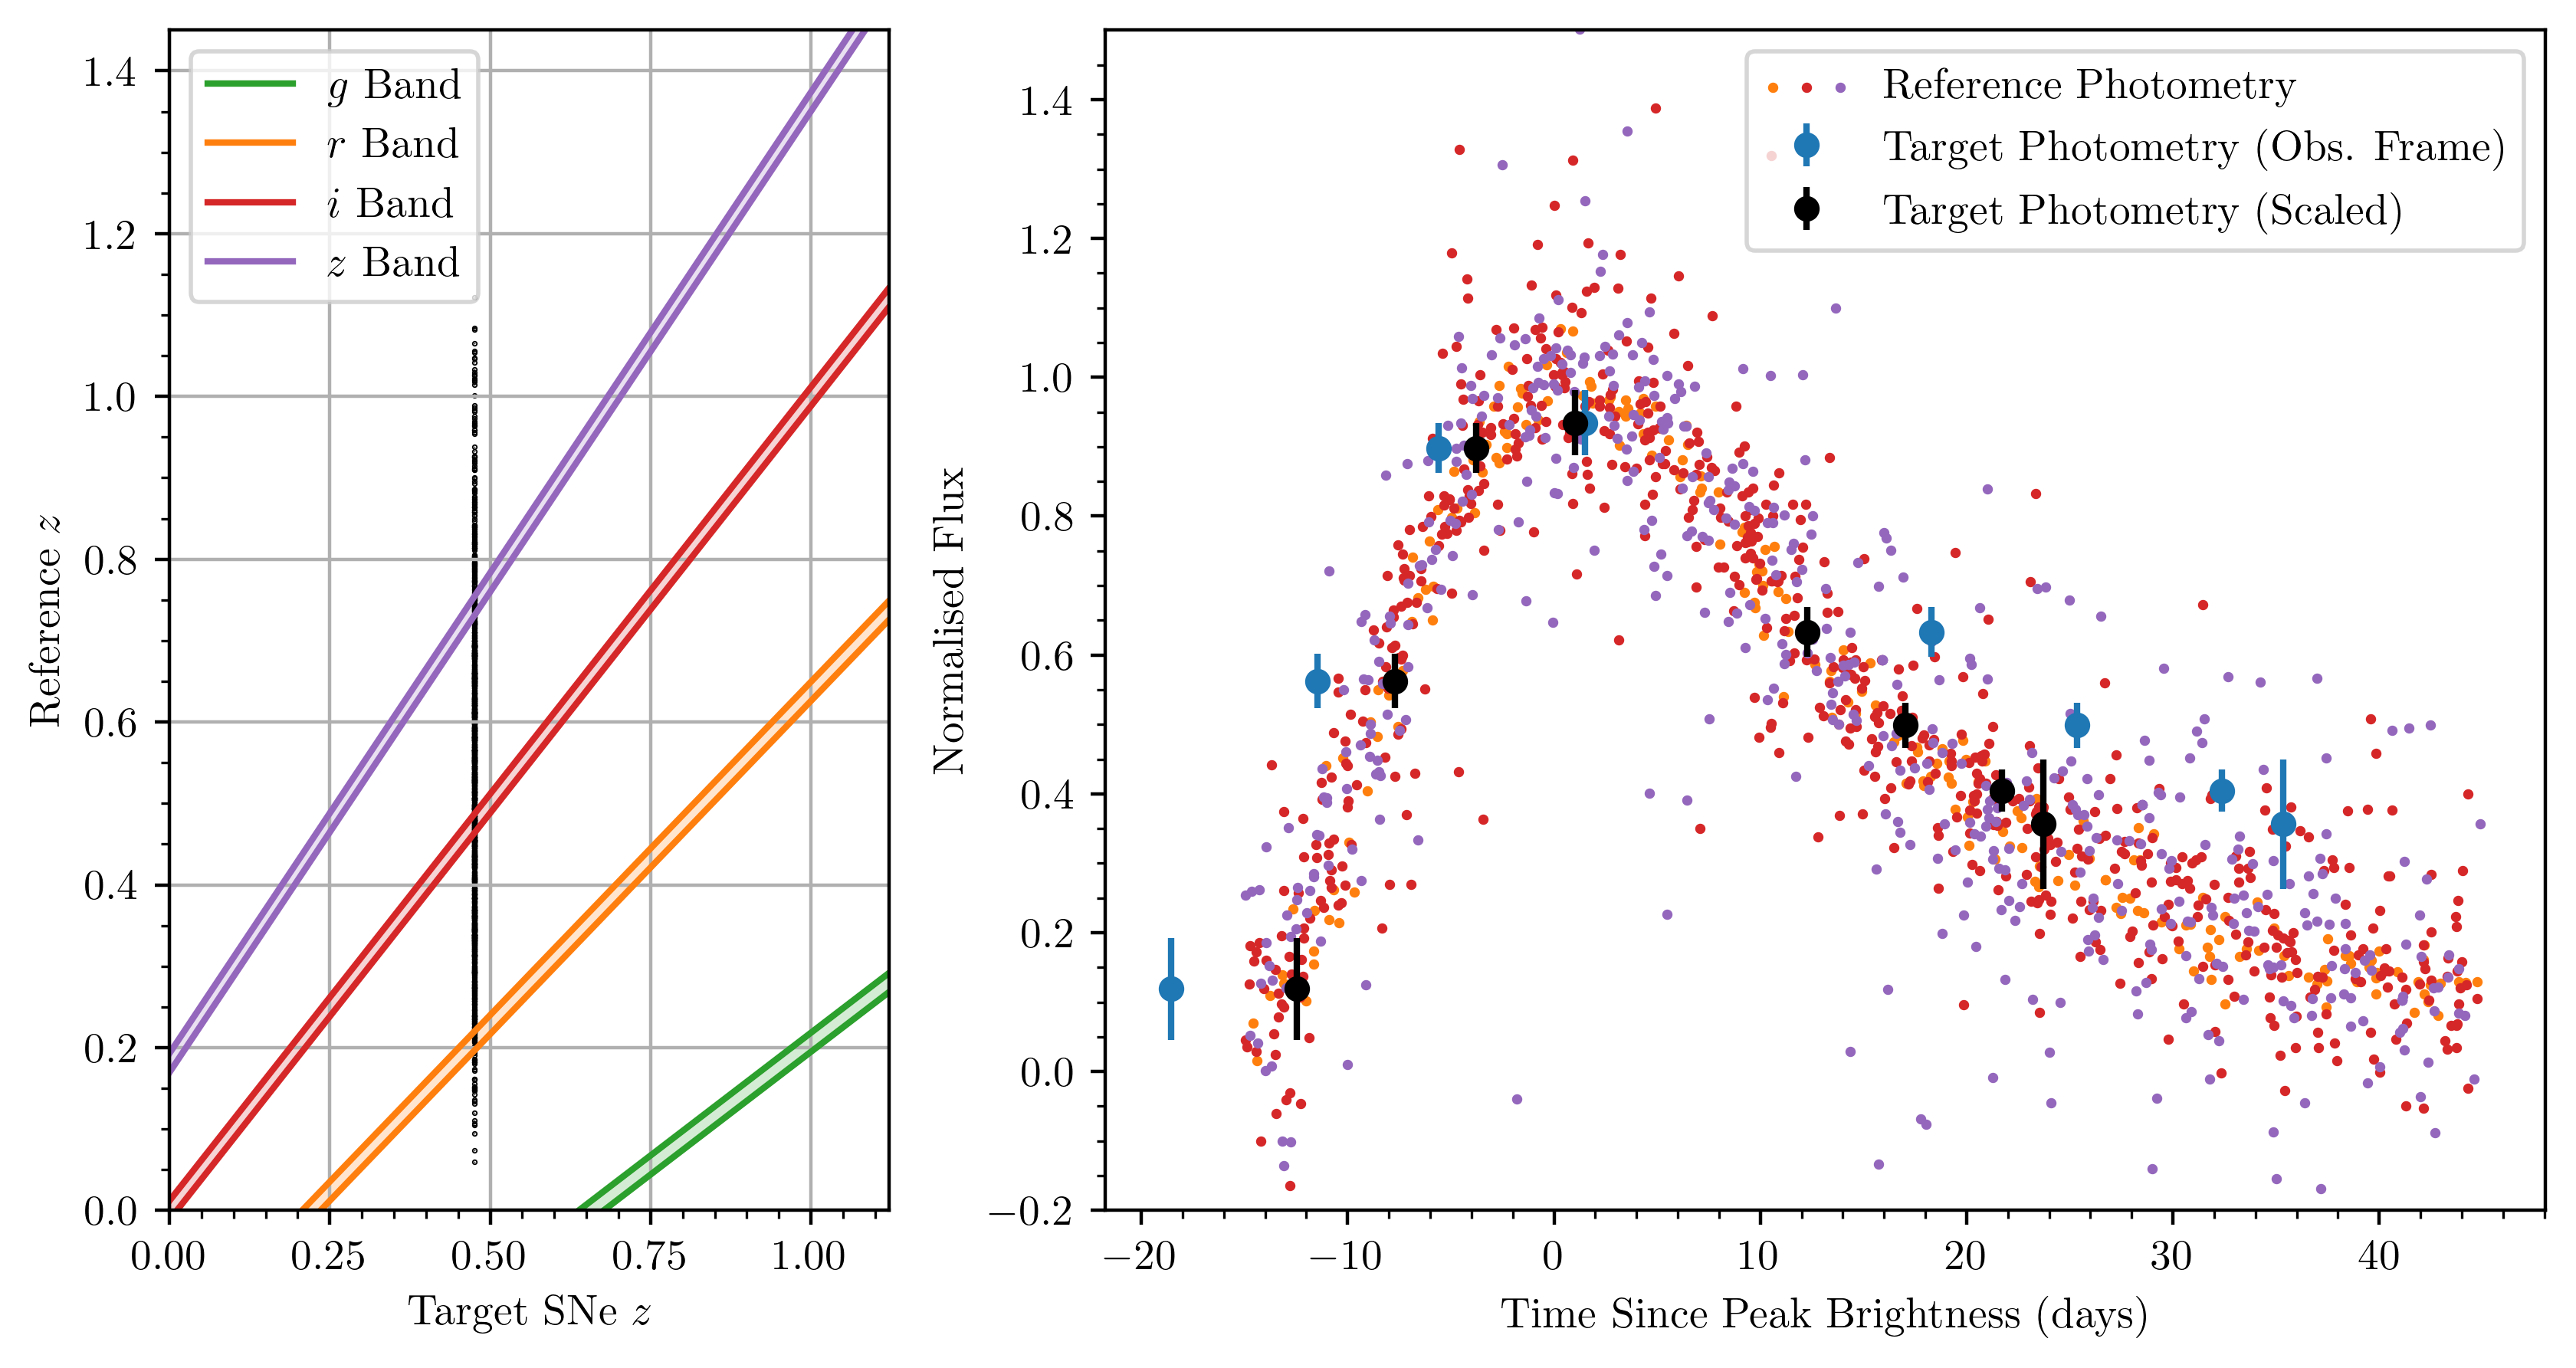 g Band
r Band
i Band
z Band
1.4
1.2
1.0
0.8
0.6
0.4
0.2
0.0
Reference z
0.00 0.25 0.50 0.75 1.00
Target SNe z
Reference Photometry
Target Photometry (Obs. Frame)
Target Photometry (Scaled)
1.4
1.2
1.0
0.8
0.6
0.4
0.2
0.0
−0.2
Normalised Flux
−20 −10 0 10 20 30 40
Time Since Peak Brightness (days)